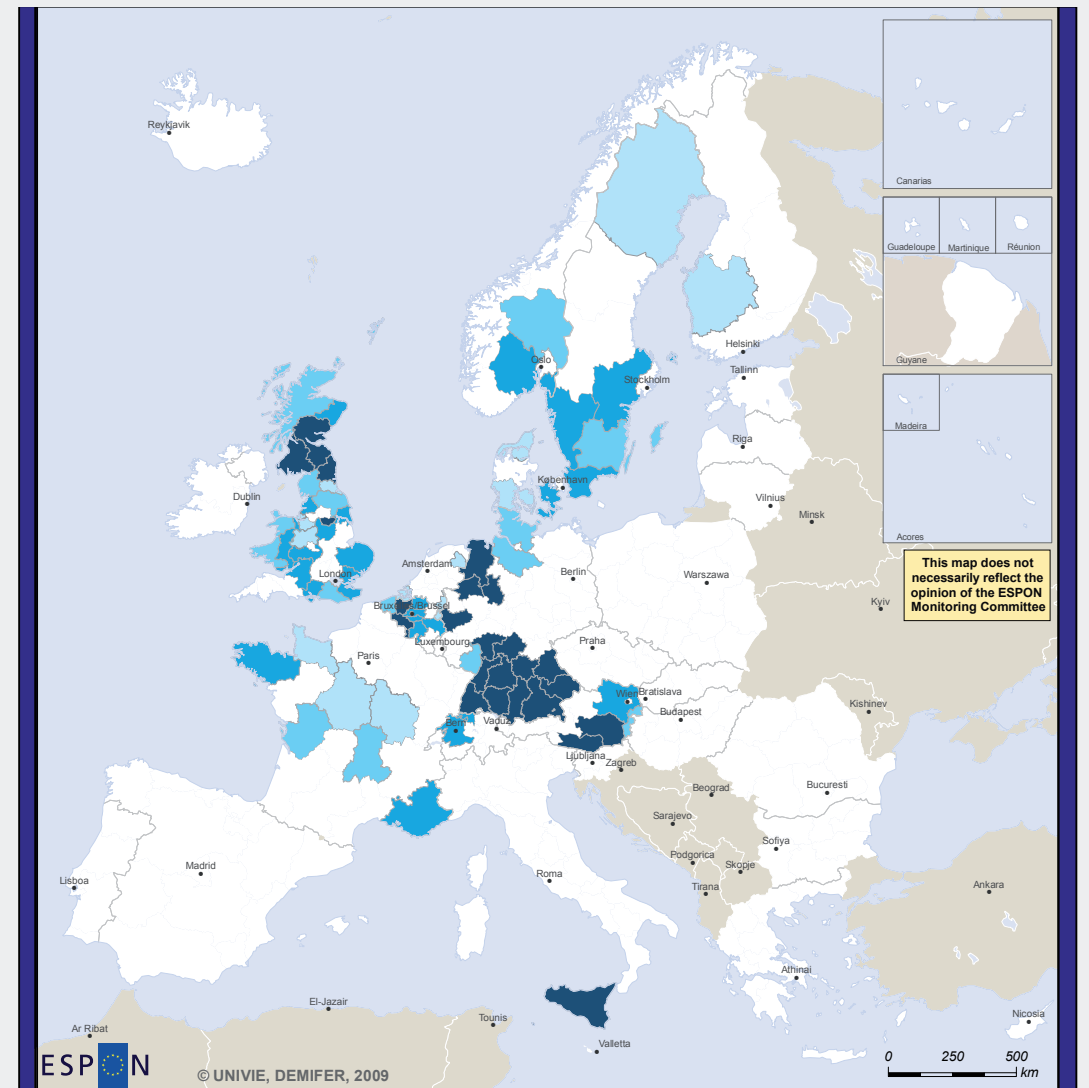 Canarias
Reykjavik
Guadeloupe
Martinique
Réunion
Guyane
Helsinki
Oslo
Tallinn
Stockholm
Madeira
Riga
København
Vilnius
Dublin
Minsk
Acores
This map does not
necessarily reflect the
opinion of the ESPON
Monitoring Committee
Amsterdam
Berlin
London
Warszawa
Kyiv
Bruxelles/Brussel
Luxembourg
Praha
Paris
Wien
Bratislava
Kishinev
Budapest
Bern
Vaduz
Ljubljana
Zagreb
Beograd
Bucuresti
Sarajevo
Sofiya
Podgorica
Skopje
Madrid
Roma
Lisboa
Tirana
Ankara
Athinai
El-Jazair
Tounis
Nicosia
Ar Ribat
Valletta
0 250 500
km
ESPON
© UNIVIE, DEMIFER, 2009